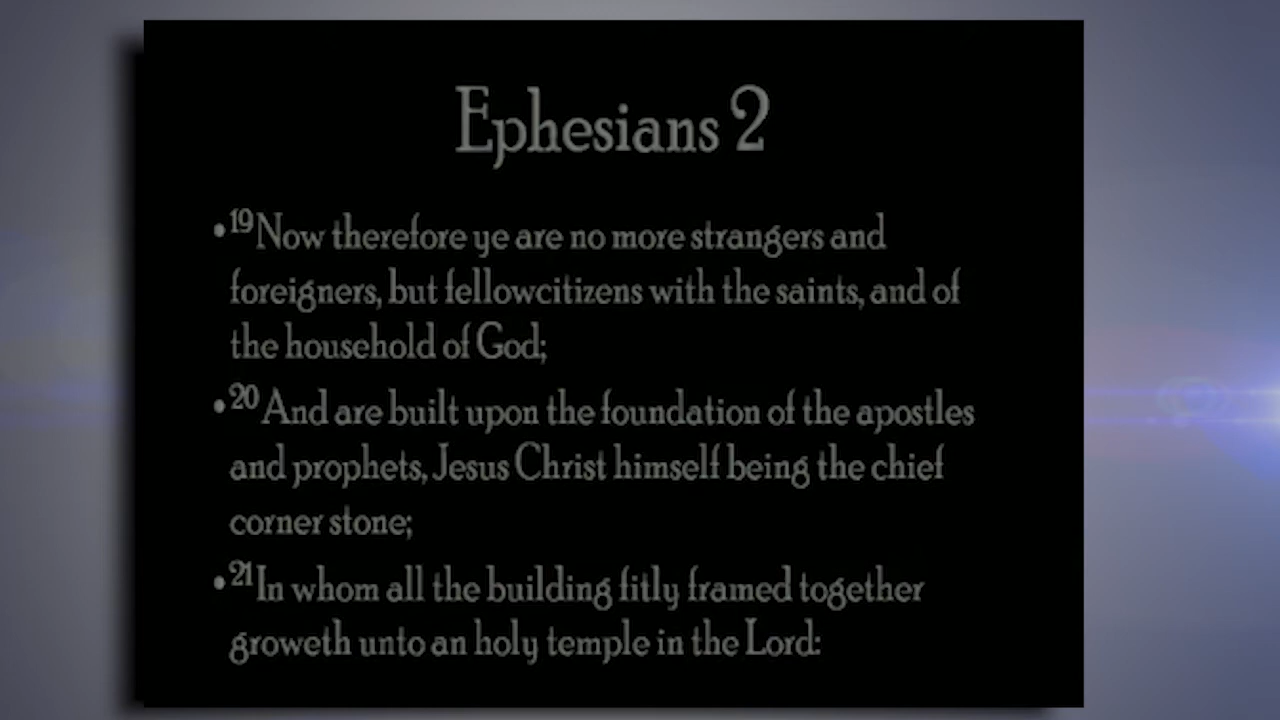 Ephesians 2
•19Now therefore ye are no more strangers and
foreigners, but fellowcitizens with the saints, and of
the household of God;
•20And are built upon the foundation of the apostles
and prophets, Jesus Christ himself being the chief
corner stone;
•21In whom all the building fitly framed together
groweth unto an holy temple in the Lord: